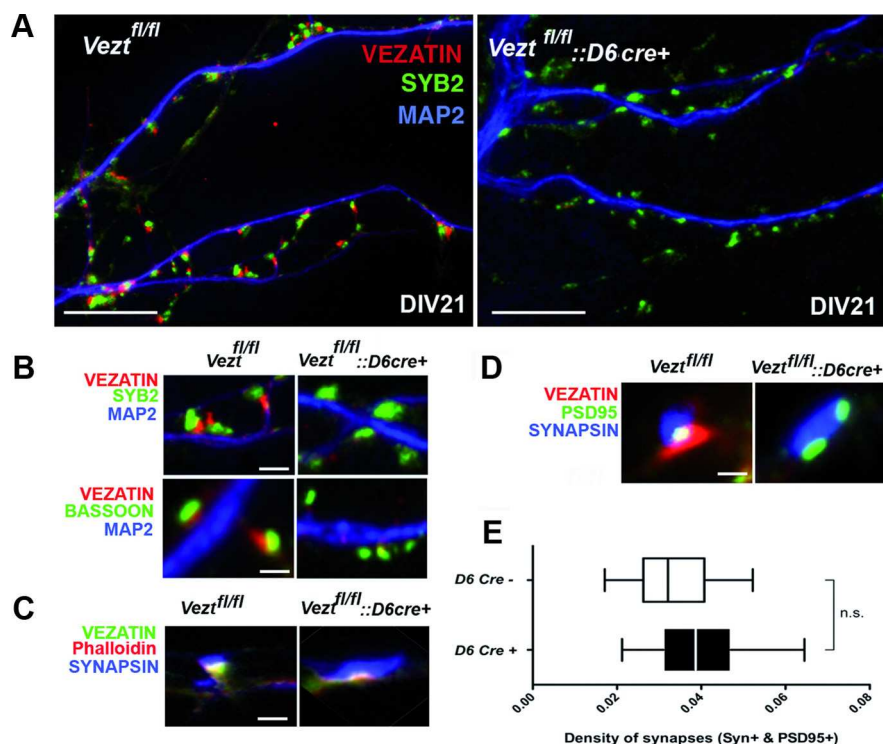 A
Vezt fl/fl
VEZATIN
SYB2
MAP2
DIV21
Vezt fl/fl ::D6 cre+
DIV21
B
Vezt fl/fl
Vezt fl/fl ::D6cre+
VEZATIN
SYB2
MAP2
VEZATIN
BASSOON
MAP2
C
Vezt fl/fl
Vezt fl/fl ::D6cre+
VEZATIN
Phalloidin
SYNAPSIN
D
Vezt fl/fl
Vezt fl/fl ::D6cre+
VEZATIN
PSD95
SYNAPSIN
E
D6 Cre -
D6 Cre +
n.s.
0.00 0.02 0.04 0.06 0.08
Density of synapses (Syn+ & PSD95+)